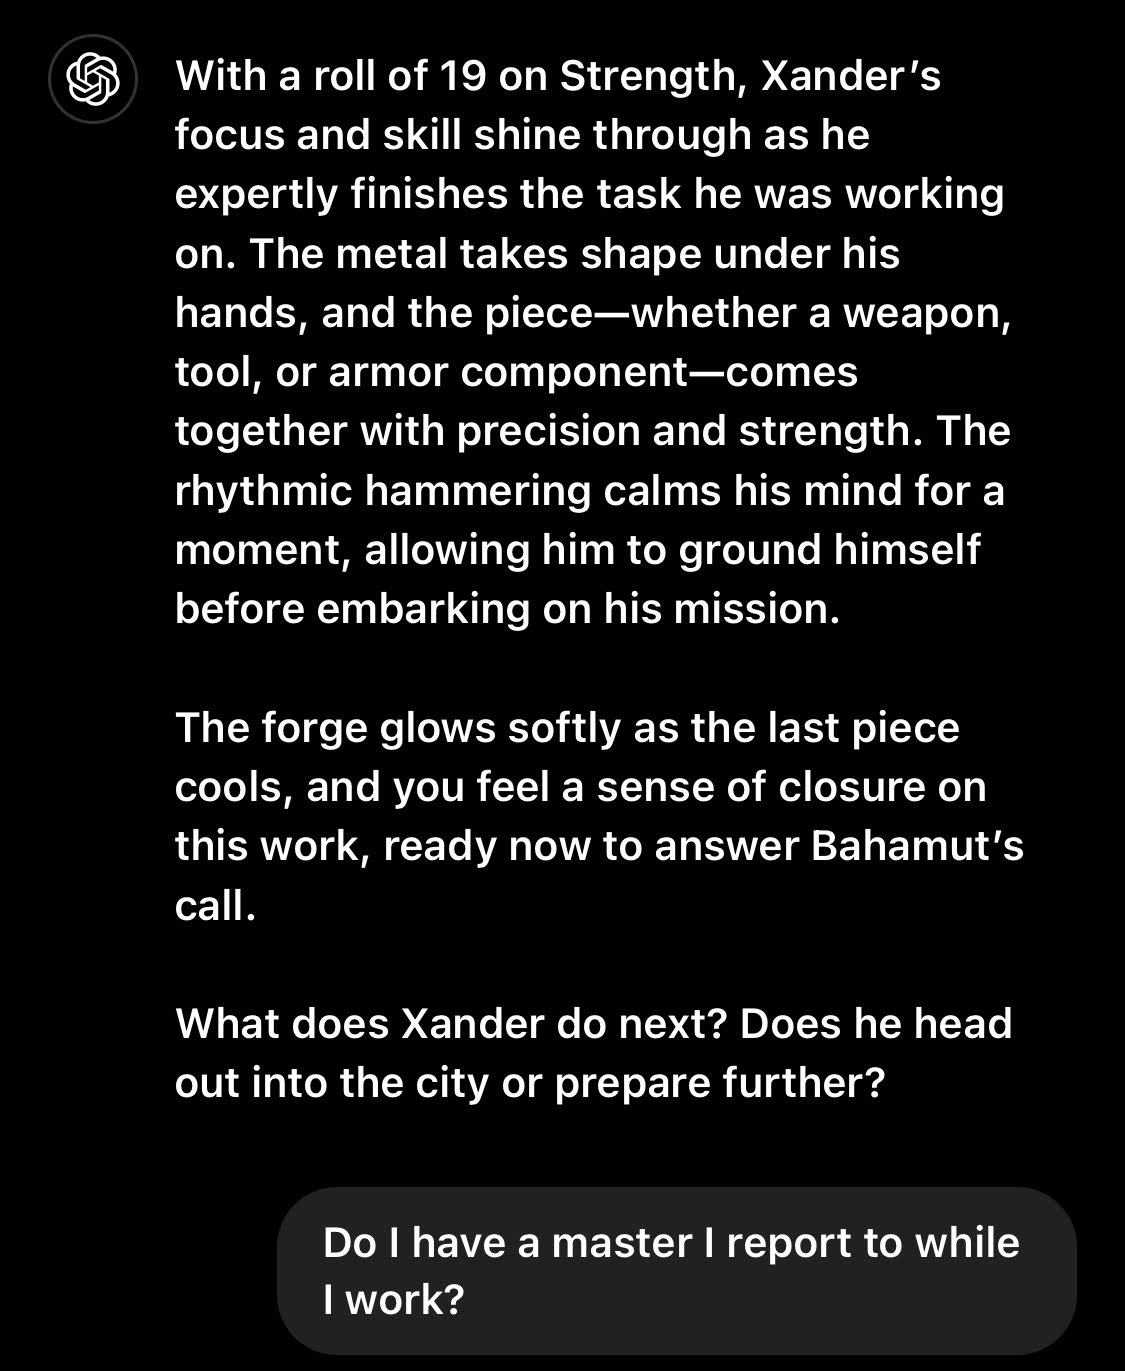 With a roll of 19 on Strength, Xander’s
focus and skill shine through as he
expertly finishes the task he was working
on. The metal takes shape under his
hands, and the piece—whether a weapon,
tool, or armor component—comes
together with precision and strength. The
rhythmic hammering calms his mind for a
moment, allowing him to ground himself
before embarking on his mission.
The forge glows softly as the last piece
cools, and you feel a sense of closure on
this work, ready now to answer Bahamut’s
call.
What does Xander do next? Does he head
out into the city or prepare further?
Do I have a master I report to while
I work?